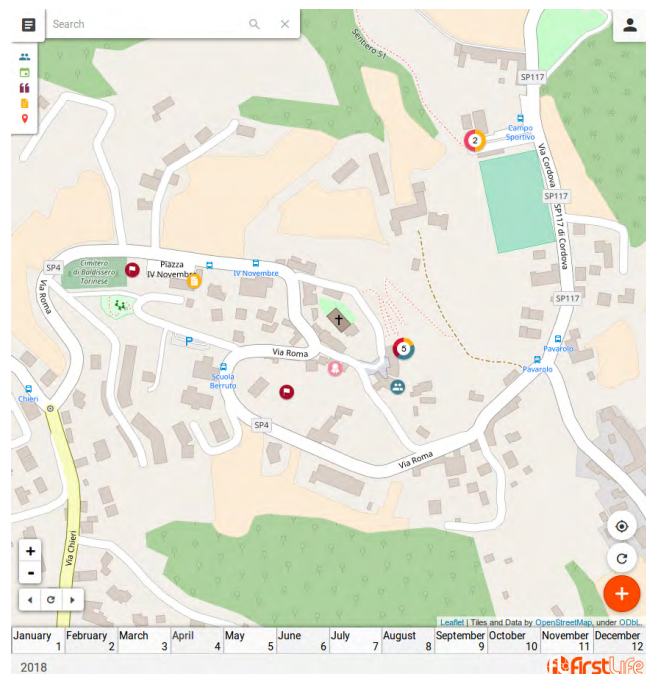 Search
Sentiero 51
SP117
Campo
Sportivo
2
Via Cordova
SP117
SP117 di Cordova
SP117
Cimitero
di Baldissero
Torinese
SP4
Piazza
IV Novembre
IV Novembre
Via Roma
P
Via Roma
5
Scuola
Berruto
Pavarolo
Pavarolo
Chieri
SP4
Via Roma
Via Chieri
+
-
+
Leaflet | Tiles and Data by OpenStreetMap, under ODbL.
January February March April May June July August September October November December
1 2 3 4 5 6 7 8 9 10 11 12
2018
firstlife